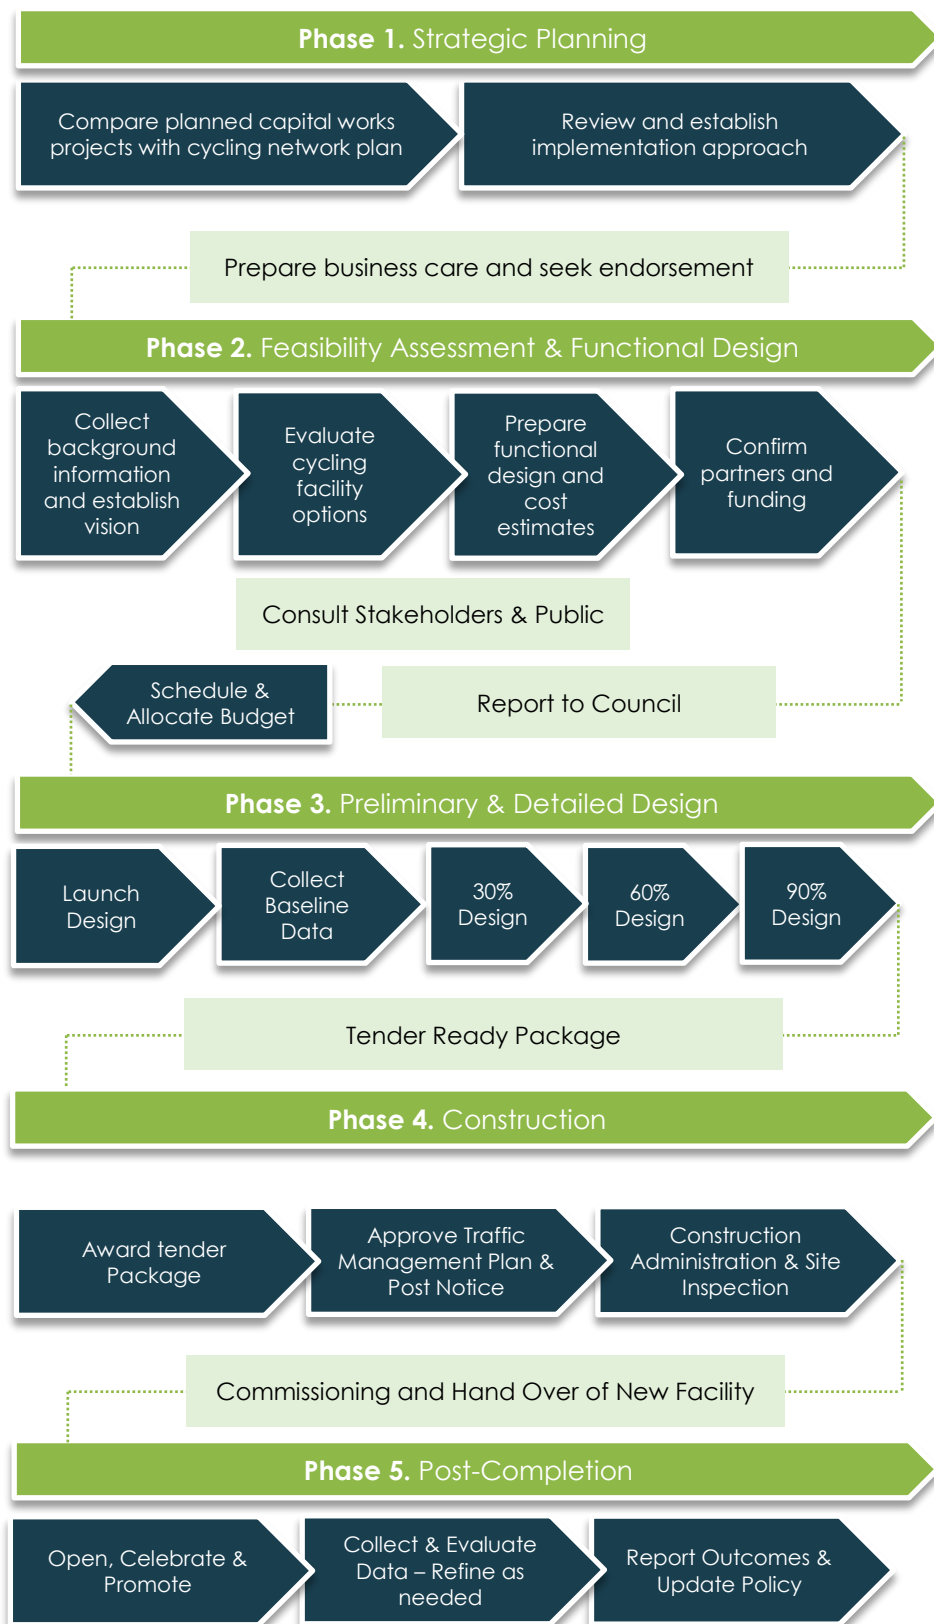 Phase 1. Strategic Planning
Compare planned capital works
projects with cycling network plan
Review and establish
implementation approach
Prepare business care and seek endorsement
Phase 2. Feasibility Assessment & Functional Design
Collect
background
information
and establish
vision
Evaluate
cycling
facility
options
Prepare
functional
design and
cost
estimates
Confirm
partners and
funding
Consult Stakeholders & Public
Schedule &
Allocate Budget
Report to Council
Phase 3. Preliminary & Detailed Design
Launch
Design
Collect
Baseline
Data
30%
Design
60%
Design
90%
Design
Tender Ready Package
Phase 4. Construction
Award tender
Package
Approve Traffic
Management Plan &
Post Notice
Construction
Administration & Site
Inspection
Commissioning and Hand Over of New Facility
Phase 5. Post-Completion
Open, Celebrate &
Promote
Collect & Evaluate
Data – Refine as
needed
Report Outcomes &
Update Policy